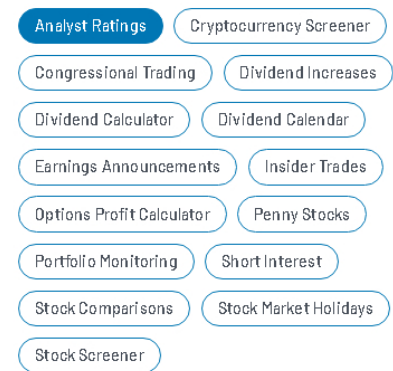 Analyst Ratings Cryptocurrency Screener
Congressional Trading Dividend Increases
Dividend Calculator Dividend Calendar
Earnings Announcements Insider Trades
Options Profit Calculator Penny Stocks
Portfolio Monitoring Short Interest
Stock Comparisons Stock Market Holidays
Stock Screener